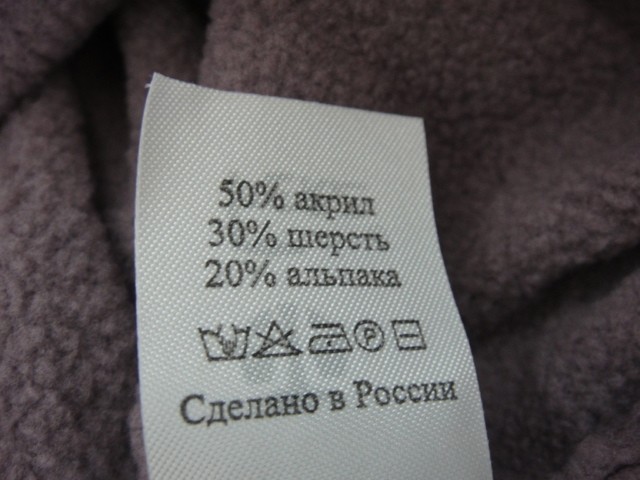 50% акрил
30% шерсть
20% альпака
P
Сделано в России